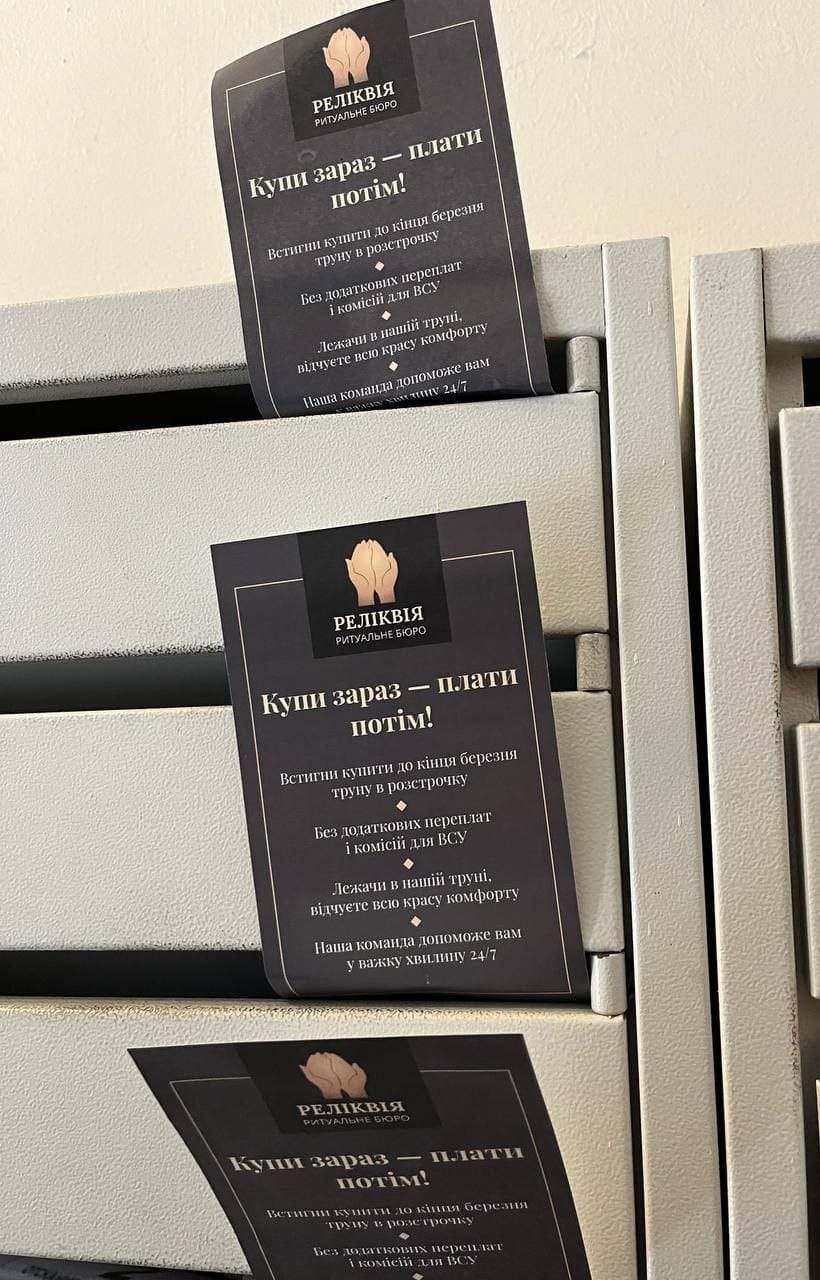 РЕЛІКВІЯ
РИТУАЛЬНЕ БЮРО
Купи зараз — плати
потім!
Встигни купити до кінця березня
труну в розстрочку
Без додаткових переплат
і комісій для ВСУ
Лежачи в нашій труні,
відчуєте всю красу комфорту
Наша команда допоможе вам
у важку хвилину 24/7
РЕЛІКВІЯ
РИТУАЛЬНЕ БЮРО
Купи зараз — плати
потім!
Встигни купити до кінця березня
труну в розстрочку
Без додаткових переплат
і комісій для ВСУ
Лежачи в нашій труні,
відчуєте всю красу комфорту
Наша команда допоможе вам
у важку хвилину 24/7
РЕЛІКВІЯ
РИТУАЛЬНЕ БЮРО
Купи зараз — плати
потім!
Встигни купити до кінця березня
труну в розстрочку
Без додаткових переплат
і комісій для ВСУ